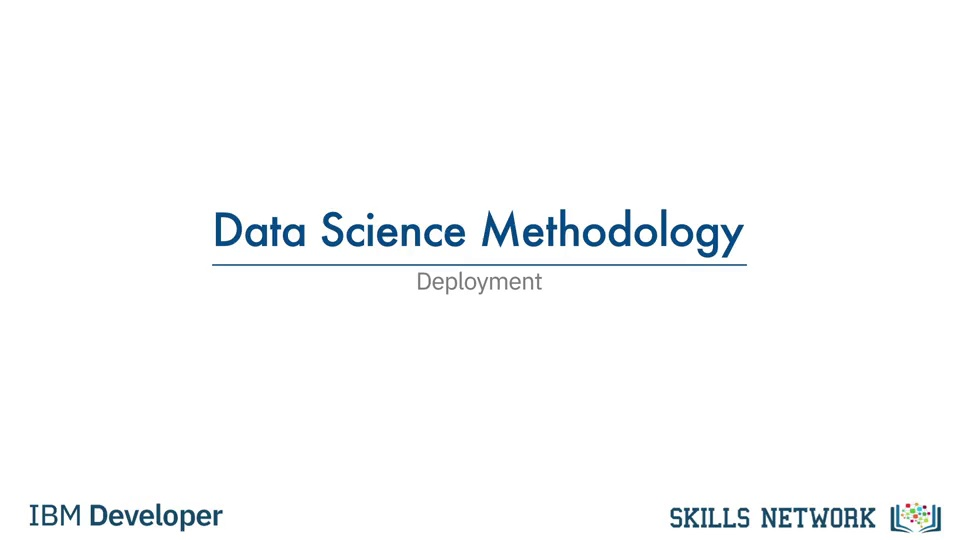 Data Science Methodology
Deployment
IBM Developer
SKILLS NETWORK